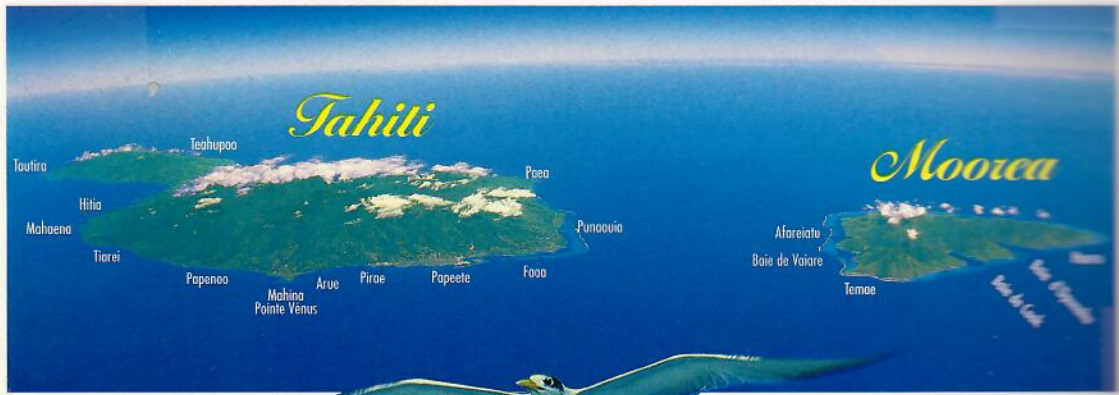 Tahiti
Moorea
Teahupoo
Tautira
Hitia
Mahaena
Tiarei
Papenoo
Mahina
Pointe Vénus
Arue
Pirae
Papeete
Faaa
Punaauia
Paea
Afareiatu
Baie de Vaiare
Temae